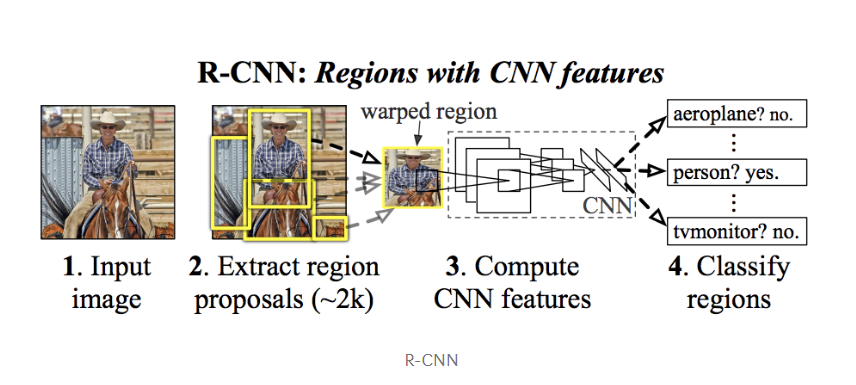 R-CNN: Regions with CNN features
warped region
aeroplane? no.
person? yes.
tvmonitor? no.
CNN
1. Input
image
2. Extract region
proposals (~2k)
3. Compute
CNN features
4. Classify
regions
R-CNN